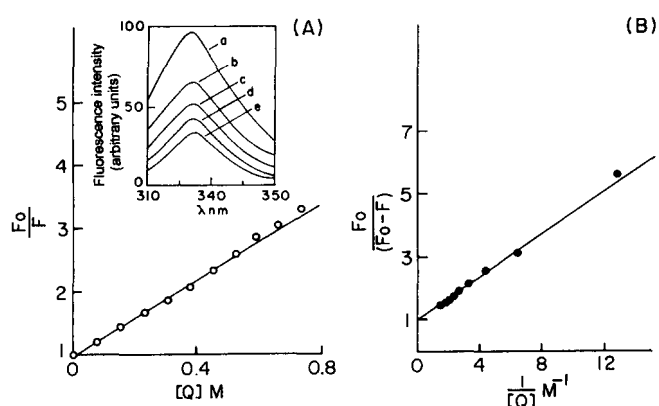 (A)
Fluorescence intensity
(arbitrary units)
100
50
0
a
b
c
d
e
310
340
350
λ nm
Fo
F
5
4
3
2
1
0
0.4
0.8
[Q] M
(B)
Fo
(Fo-F)
7
5
3
1
0
4
8
12
1
[Q]
M⁻¹